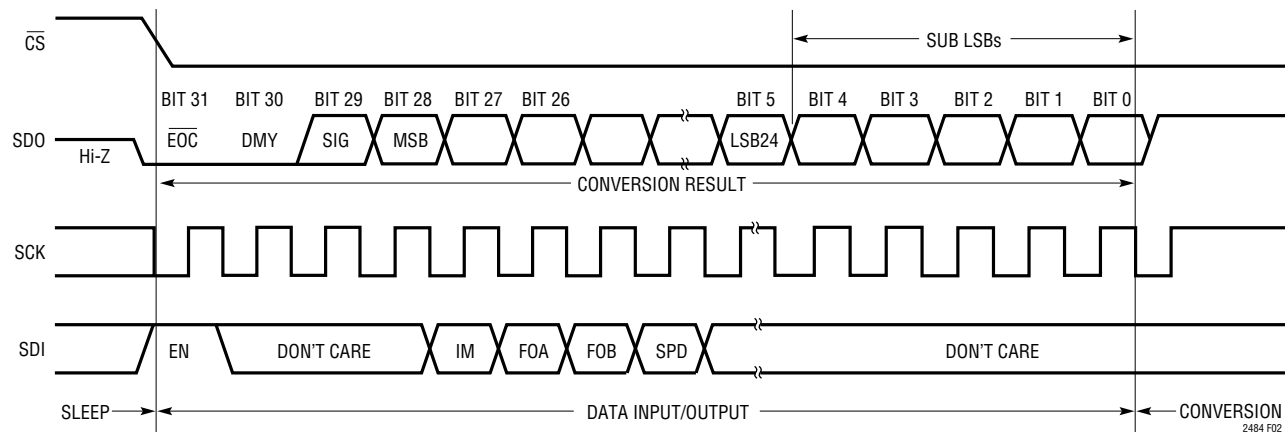 CS
SUB LSBs
BIT 31 BIT 30 BIT 29 BIT 28 BIT 27 BIT 26 BIT 5 BIT 4 BIT 3 BIT 2 BIT 1 BIT 0
SDO Hi-Z EOC DMY SIG MSB LSB24
CONVERSION RESULT
SCK
SDI EN DON'T CARE IM FOA FOB SPD DON'T CARE
SLEEP DATA INPUT/OUTPUT CONVERSION
2484 F02